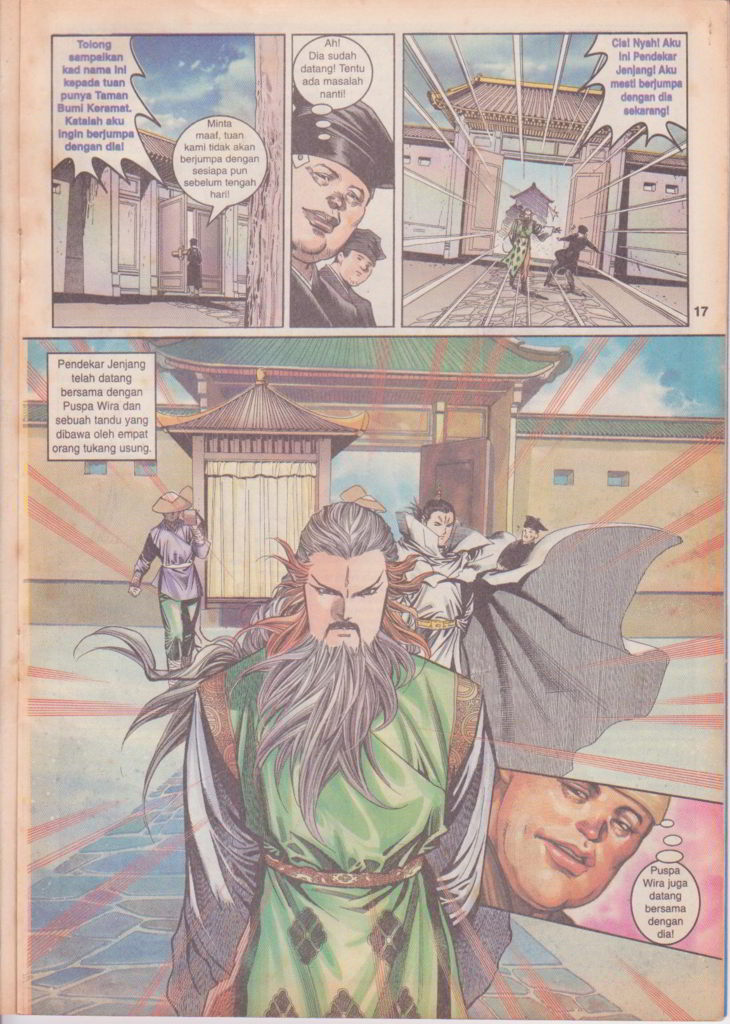 Tolong
sampaikan
kad nama ini
kepada tuan
punya Taman
Bumi Keramat.
Katalah aku
ingin berjumpa
dengan dia!
Minta
maaf, tuan
kami tidak akan
berjumpa dengan
sesiapa pun
sebelum tengah
hari!
Ah!
Dia sudah
datang! Tentu
ada masalah
nanti!
Cis! Nyah! Aku
ini Pendekar
Jenjang! Aku
mesti berjumpa
dengan dia
sekarang!
17
Pendekar Jenjang
telah datang
bersama dengan
Puspa Wira dan
sebuah tandu yang
dibawa oleh empat
orang tukang usung.
Puspa
Wira juga
datang
bersama
dengan
dia!